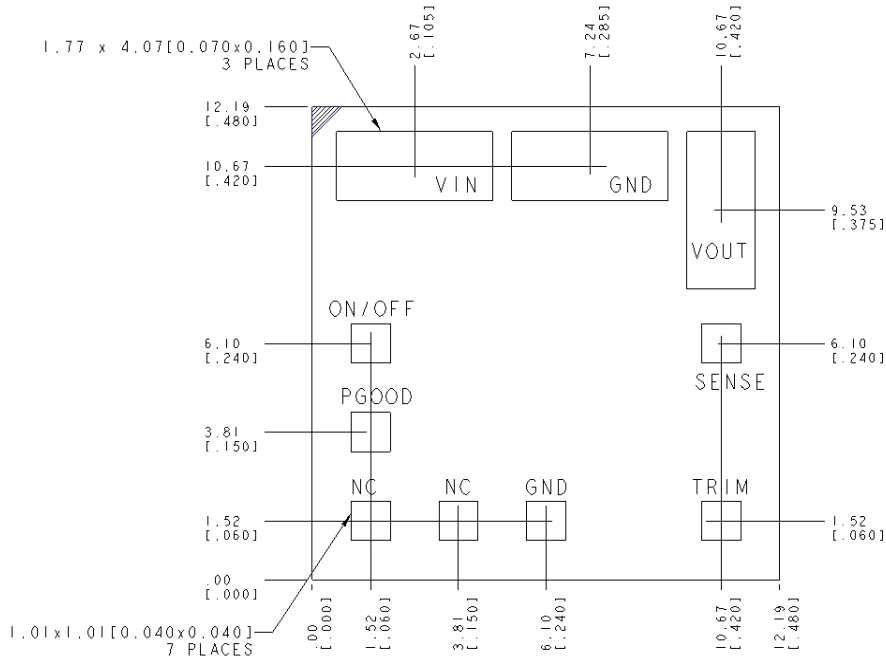 2.67
[.105]
7.24
[.285]
10.67
[.420]
1.77 x 4.07[0.070x0.160]
3 PLACES
12.19
[.480]
10.67
[.420]
VIN
GND
9.53
[.375]
VOUT
ON/OFF
6.10
[.240]
6.10
[.240]
SENSE
PGOOD
3.81
[.150]
NC
NC
GND
TRIM
1.52
[.060]
1.52
[.060]
.00
[.000]
1.01x1.01[0.040x0.040]
7 PLACES
.00
[.000]
1.52
[.060]
3.81
[.150]
6.10
[.240]
10.67
[.420]
12.19
[.480]